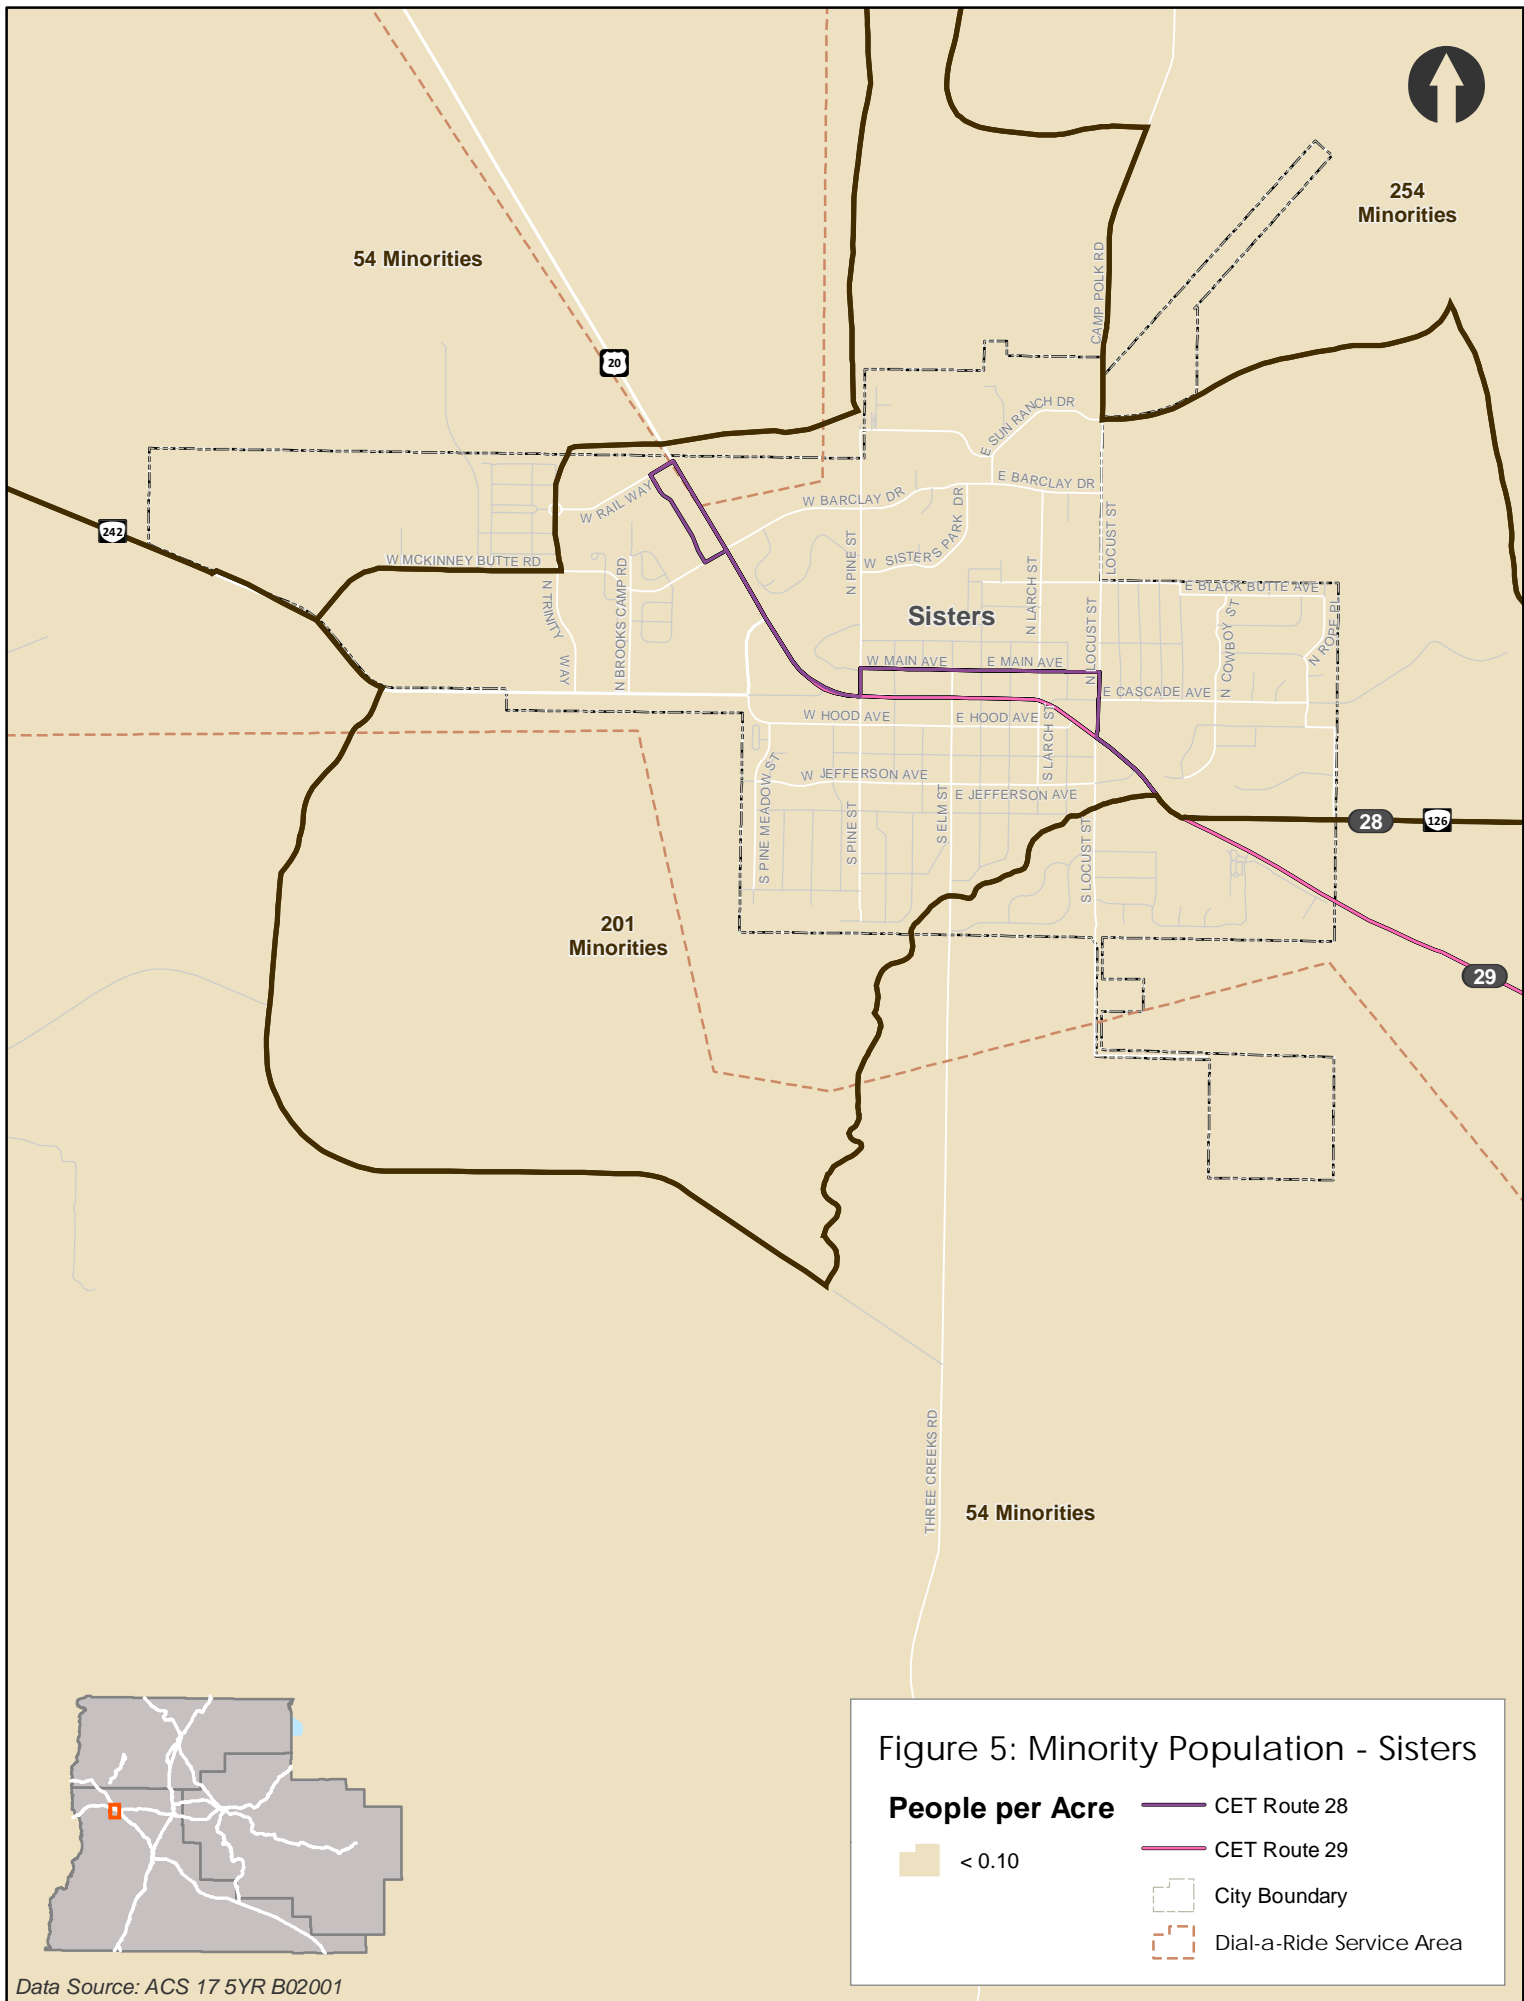 254
Minorities
54 Minorities
CAMP POLK RD
20
E SUN RANCH DR
E BARCLAY DR
W BARCLAY DR
W RAIL WAY
242
W MCKINNEY BUTTE RD
N PINE ST
W SISTERS PARK DR
LOCUST ST
N LARCH ST
E BLACK BUTTE AVE
N TRINITY WAY
N BROOKS CAMP RD
Sisters
N LOCUST ST
N COWBOY ST
N ROPE PL
W MAIN AVE
E MAIN AVE
E CASCADE AVE
W HOOD AVE
E HOOD AVE
S LARCH ST
S PINE MEADOW ST
W JEFFERSON AVE
E JEFFERSON AVE
S PINE ST
S ELM ST
S LOCUST ST
28
126
201
Minorities
29
THREE CREEKS RD
54 Minorities
Figure 5: Minority Population - Sisters
People per Acre
< 0.10
CET Route 28
CET Route 29
City Boundary
Dial-a-Ride Service Area
Data Source: ACS 17 5YR B02001